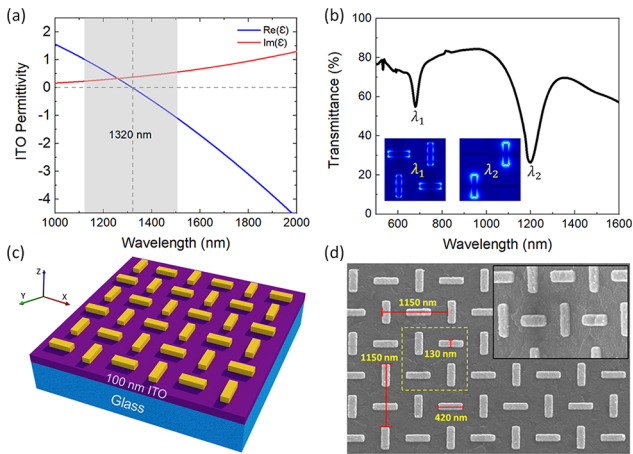 (a)
Re(ε)
Im(ε)
ITO Permittivity
2
1
0
-1
-2
-3
-4
1320 nm
1000 1200 1400 1600 1800 2000
Wavelength (nm)
(b)
Transmittance (%)
100
80
60
40
20
0
λ1
λ2
λ1
λ2
600 800 1000 1200 1400 1600
Wavelength (nm)
(c)
Z
Y
X
100 nm ITO
Glass
(d)
1150 nm
1150 nm
130 nm
420 nm